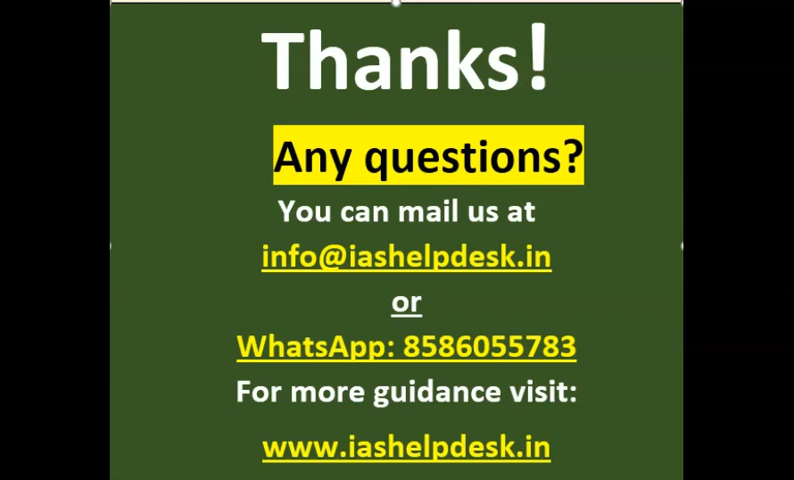 Thanks!
Any questions?
You can mail us at
info@iashelpdesk.in
or
WhatsApp: 8586055783
For more guidance visit:
www.iashelpdesk.in